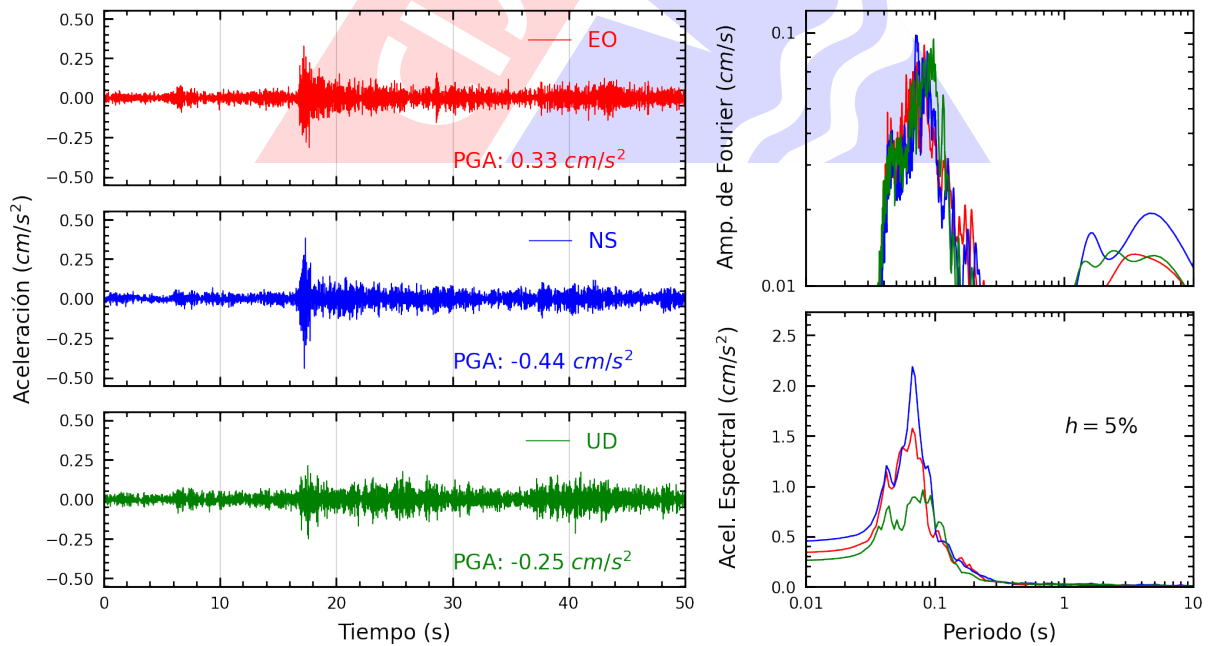 Aceleración (cm/s²)
0.50
0.25
0.00
−0.25
−0.50
EO
PGA: 0.33 cm/s²
0.50
0.25
0.00
−0.25
−0.50
NS
PGA: -0.44 cm/s²
0.50
0.25
0.00
−0.25
−0.50
UD
PGA: -0.25 cm/s²
0 10 20 30 40 50
Tiempo (s)
Amp. de Fourier (cm/s)
0.1
0.01
Acel. Espectral (cm/s²)
2.5
2.0
1.5
1.0
0.5
0.0
h = 5%
0.01 0.1 1 10
Periodo (s)